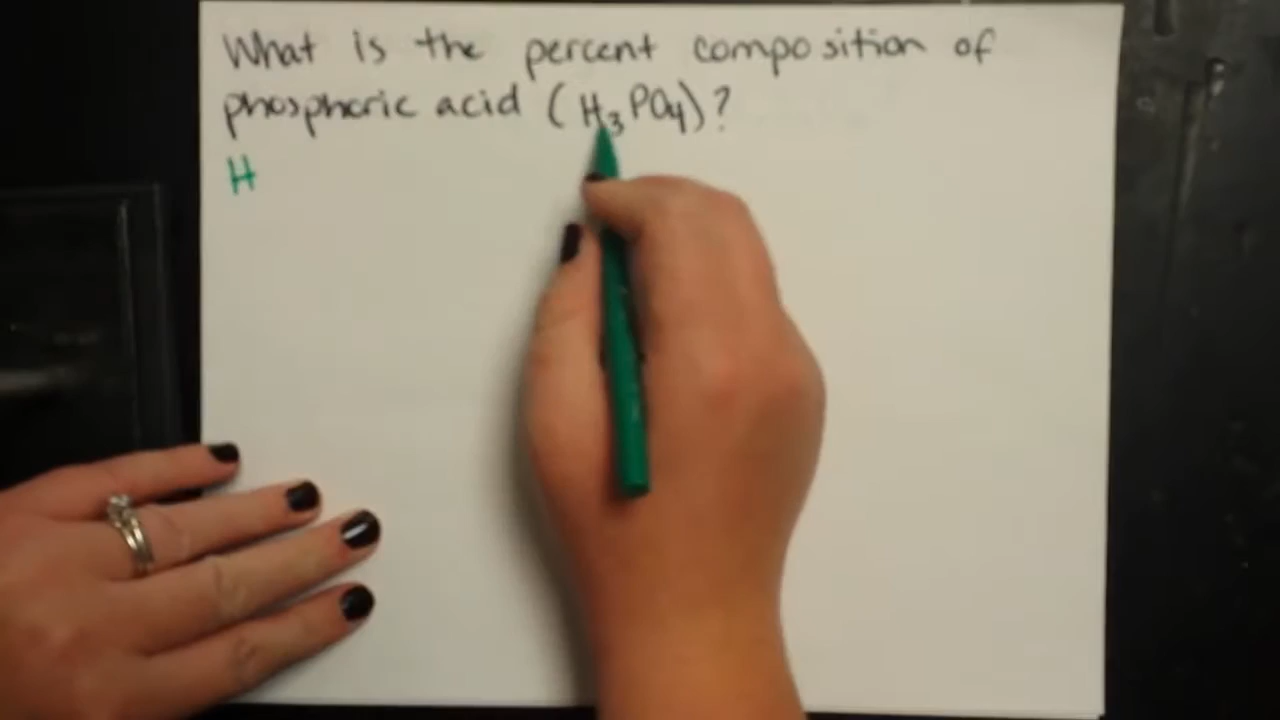 What is the percent composition of
phosphoric acid (H₃PO₄)?
H